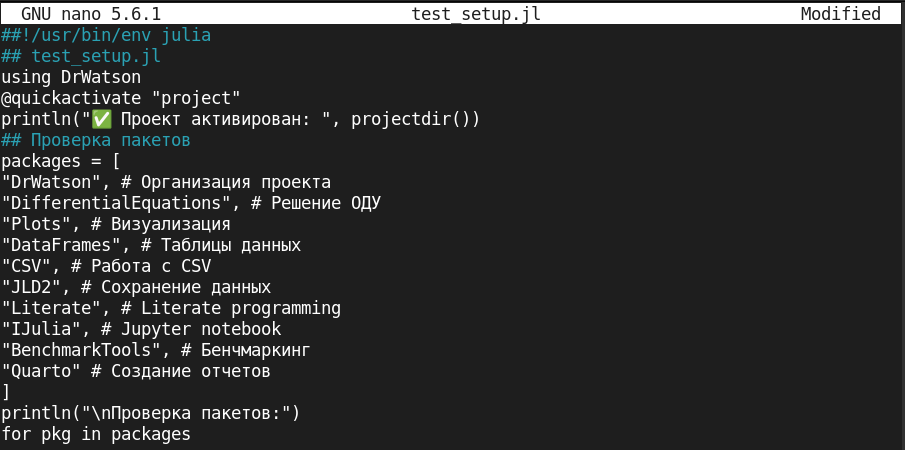 GNU nano 5.6.1 test_setup.jl Modified
##!/usr/bin/env julia
## test_setup.jl
using DrWatson
@quickactivate "project"
println("✅ Проект активирован: ", projectdir())
## Проверка пакетов
packages = [
"DrWatson", # Организация проекта
"DifferentialEquations", # Решение ОДУ
"Plots", # Визуализация
"DataFrames", # Таблицы данных
"CSV", # Работа с CSV
"JLD2", # Сохранение данных
"Literate", # Literate programming
"IJulia", # Jupyter notebook
"BenchmarkTools", # Бенчмаркинг
"Quarto" # Создание отчетов
]
println("\nПроверка пакетов:")
for pkg in packages